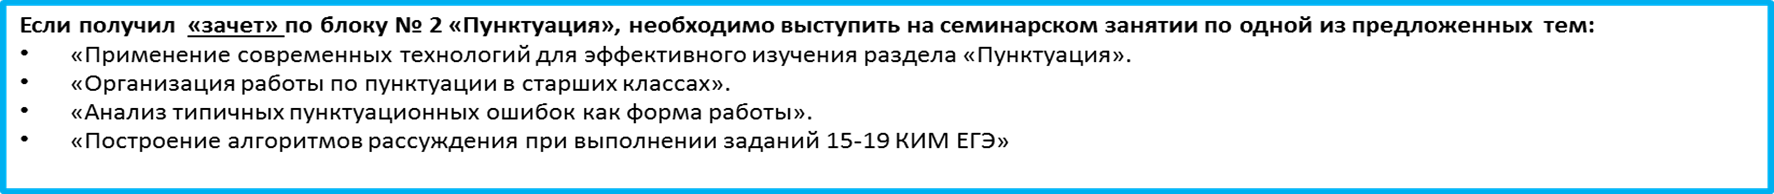 Если получил «зачет» по блоку № 2 «Пунктуация», необходимо выступить на семинарском занятии по одной из предложенных тем:
• «Применение современных технологий для эффективного изучения раздела «Пунктуация».
• «Организация работы по пунктуации в старших классах».
• «Анализ типичных пунктуационных ошибок как форма работы».
• «Построение алгоритмов рассуждения при выполнении заданий 15-19 КИМ ЕГЭ»